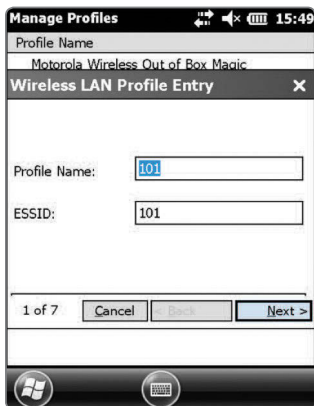 Manage Profiles 15:49
Profile Name
Motorola Wireless Out of Box Magic
Wireless LAN Profile Entry ×
Profile Name: 101
ESSID: 101
1 of 7 Cancel < Back Next >